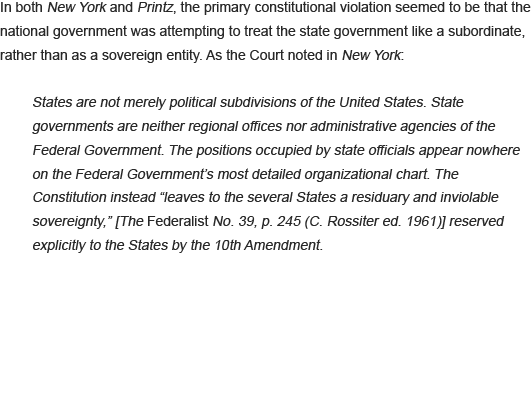 In both New York and Printz, the primary constitutional violation seemed to be that the
national government was attempting to treat the state government like a subordinate,
rather than as a sovereign entity. As the Court noted in New York:
States are not merely political subdivisions of the United States. State
governments are neither regional offices nor administrative agencies of the
Federal Government. The positions occupied by state officials appear nowhere
on the Federal Government’s most detailed organizational chart. The
Constitution instead “leaves to the several States a residuary and inviolable
sovereignty,” [The Federalist No. 39, p. 245 (C. Rossiter ed. 1961)] reserved
explicitly to the States by the 10th Amendment.